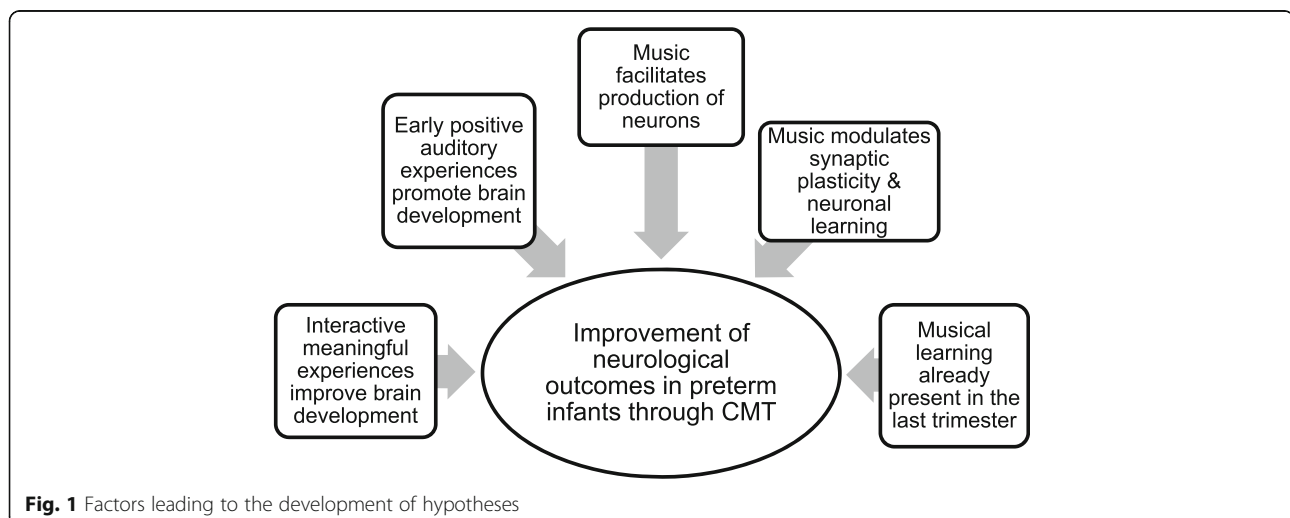 Music
facilitates
production of
neurons
Early positive
auditory
experiences
promote brain
development
Music modulates
synaptic
plasticity &
neuronal
learning
Interactive
meaningful
experiences
improve brain
development
Improvement of
neurological
outcomes in preterm
infants through CMT
Musical
learning
already
present in the
last trimester
Fig. 1 Factors leading to the development of hypotheses